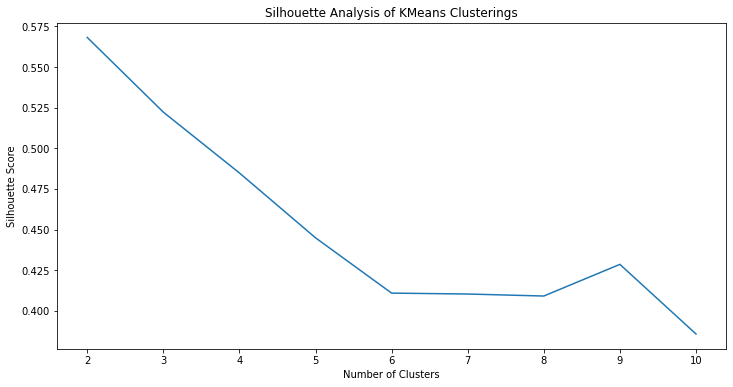 Silhouette Analysis of KMeans Clusterings
0.575
0.550
0.525
0.500
0.475
0.450
0.425
0.400
Silhouette Score
2 3 4 5 6 7 8 9 10
Number of Clusters